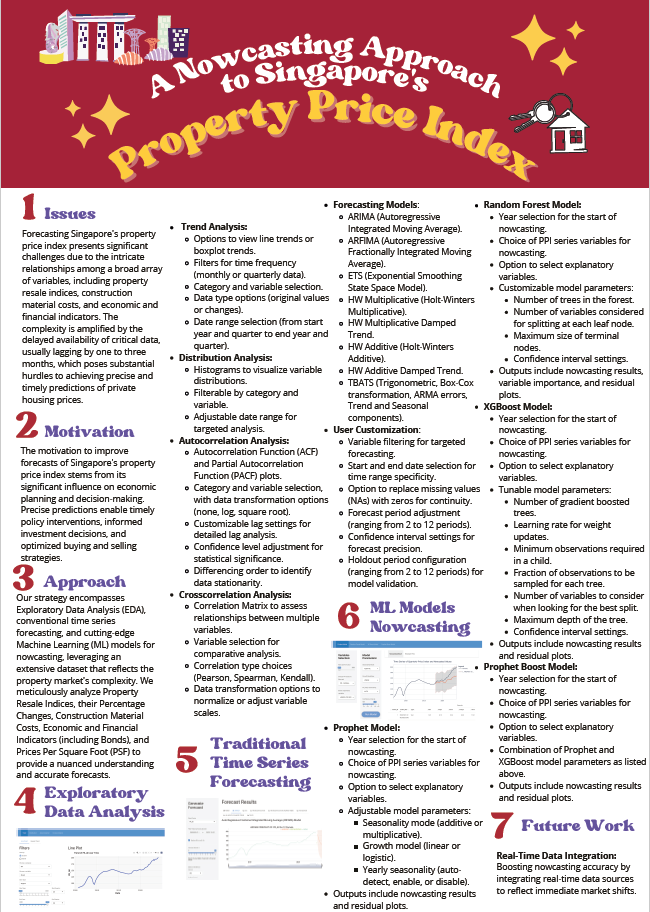 A Nowcasting Approach
to Singapore's
Property Price Index
1 Issues
Forecasting Singapore's property
price index presents significant
challenges due to the intricate
relationships among a broad array
of variables, including property
resale indices, construction
material costs, and economic and
financial indicators. The
complexity is amplified by the
delayed availability of critical data,
usually lagging by one to three
months, which poses substantial
hurdles to achieving precise and
timely predictions of private
housing prices.
2 Motivation
The motivation to improve
forecasts of Singapore's property
price index stems from its
significant influence on economic
planning and decision-making.
Precise predictions enable timely
policy interventions, informed
investment decisions, and
optimized buying and selling
strategies.
3 Approach
Our strategy encompasses
Exploratory Data Analysis (EDA),
conventional time series
forecasting, and cutting-edge
Machine Learning (ML) models for
nowcasting, leveraging an
extensive dataset that reflects the
property market's complexity. We
meticulously analyze Property
Resale Indices, their Percentage
Changes, Construction Material
Costs, Economic and Financial
Indicators (including Bonds), and
Prices Per Square Foot (PSF) to
provide a nuanced understanding
and accurate forecasts.
4 Exploratory
Data Analysis
Filters
Line Plot
• Trend Analysis:
Options to view line trends or
boxplot trends.
Filters for time frequency
(monthly or quarterly data).
Category and variable selection.
Data type options (original values
or changes).
Date range selection (from start
year and quarter to end year and
quarter).
• Distribution Analysis:
Histograms to visualize variable
distributions.
Filterable by category and
variable.
Adjustable date range for
targeted analysis.
• Autocorrelation Analysis:
Autocorrelation Function (ACF)
and Partial Autocorrelation
Function (PACF) plots.
Category and variable selection,
with data transformation options
(none, log, square root).
Customizable lag settings for
detailed lag analysis.
Confidence level adjustment for
statistical significance.
Differencing order to identify
data stationarity.
• Crosscorrelation Analysis:
Correlation Matrix to assess
relationships between multiple
variables.
Variable selection for
comparative analysis.
Correlation type choices
(Pearson, Spearman, Kendall).
Data transformation options to
normalize or adjust variable
scales.
5 Traditional
Time Series
Forecasting
Generate
Forecast
Forecast Results
• Forecasting Models:
ARIMA (Autoregressive
Integrated Moving Average).
ARFIMA (Autoregressive
Fractionally Integrated Moving
Average).
ETS (Exponential Smoothing
State Space Model).
HW Multiplicative (Holt-Winters
Multiplicative).
HW Multiplicative Damped
Trend.
HW Additive (Holt-Winters
Additive).
HW Additive Damped Trend.
TBATS (Trigonometric, Box-Cox
transformation, ARMA errors,
Trend and Seasonal
components).
• User Customization:
Variable filtering for targeted
forecasting.
Start and end date selection for
time range specificity.
Option to replace missing values
(NAs) with zeros for continuity.
Forecast period adjustment
(ranging from 2 to 12 periods).
Confidence interval settings for
forecast precision.
Holdout period configuration
(ranging from 2 to 12 periods) for
model validation.
6 ML Models
Nowcasting
• Prophet Model:
Year selection for the start of
nowcasting.
Choice of PPI series variables for
nowcasting.
Option to select explanatory
variables.
Adjustable model parameters:
Seasonality mode (additive or
multiplicative).
Growth model (linear or
logistic).
Yearly seasonality (auto-
detect, enable, or disable).
• Outputs include nowcasting results
and residual plots.
• Random Forest Model:
• Year selection for the start of
nowcasting.
• Choice of PPI series variables for
nowcasting.
• Option to select explanatory
variables.
• Customizable model parameters:
• Number of trees in the forest.
• Number of variables considered
for splitting at each leaf node.
• Maximum size of terminal
nodes.
• Confidence interval settings.
• Outputs include nowcasting results,
variable importance, and residual
plots.
• XGBoost Model:
• Year selection for the start of
nowcasting.
• Choice of PPI series variables for
nowcasting.
• Option to select explanatory
variables.
• Tunable model parameters:
• Number of gradient boosted
trees.
• Learning rate for weight
updates.
• Minimum observations required
in a child.
• Fraction of observations to be
sampled for each tree.
• Number of variables to consider
when looking for the best split.
• Maximum depth of the tree.
• Confidence interval settings.
• Outputs include nowcasting results
and residual plots.
• Prophet Boost Model:
• Year selection for the start of
nowcasting.
• Choice of PPI series variables for
nowcasting.
• Option to select explanatory
variables.
• Combination of Prophet and
XGBoost model parameters as listed
above.
• Outputs include nowcasting results
and residual plots.
7 Future Work
Real-Time Data Integration:
Boosting nowcasting accuracy by
integrating real-time data sources
to reflect immediate market shifts.